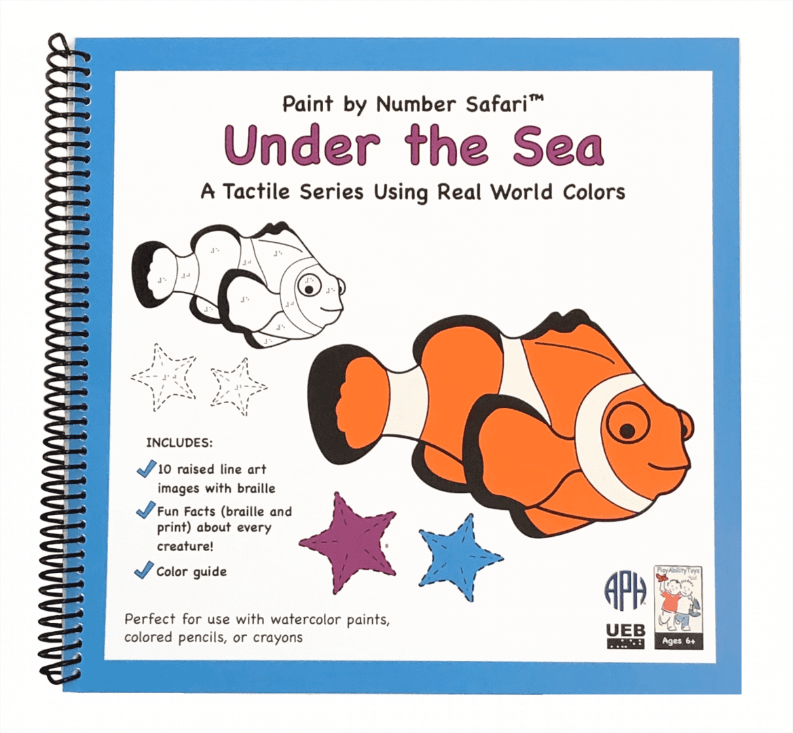 Paint by Number Safari™
Under the Sea
A Tactile Series Using Real World Colors
INCLUDES:
10 raised line art
images with braille
Fun Facts (braille and
print) about every
creature!
Color guide
Perfect for use with watercolor paints,
colored pencils, or crayons
APH
UEB
PlayAbilityToys
Ages 6+